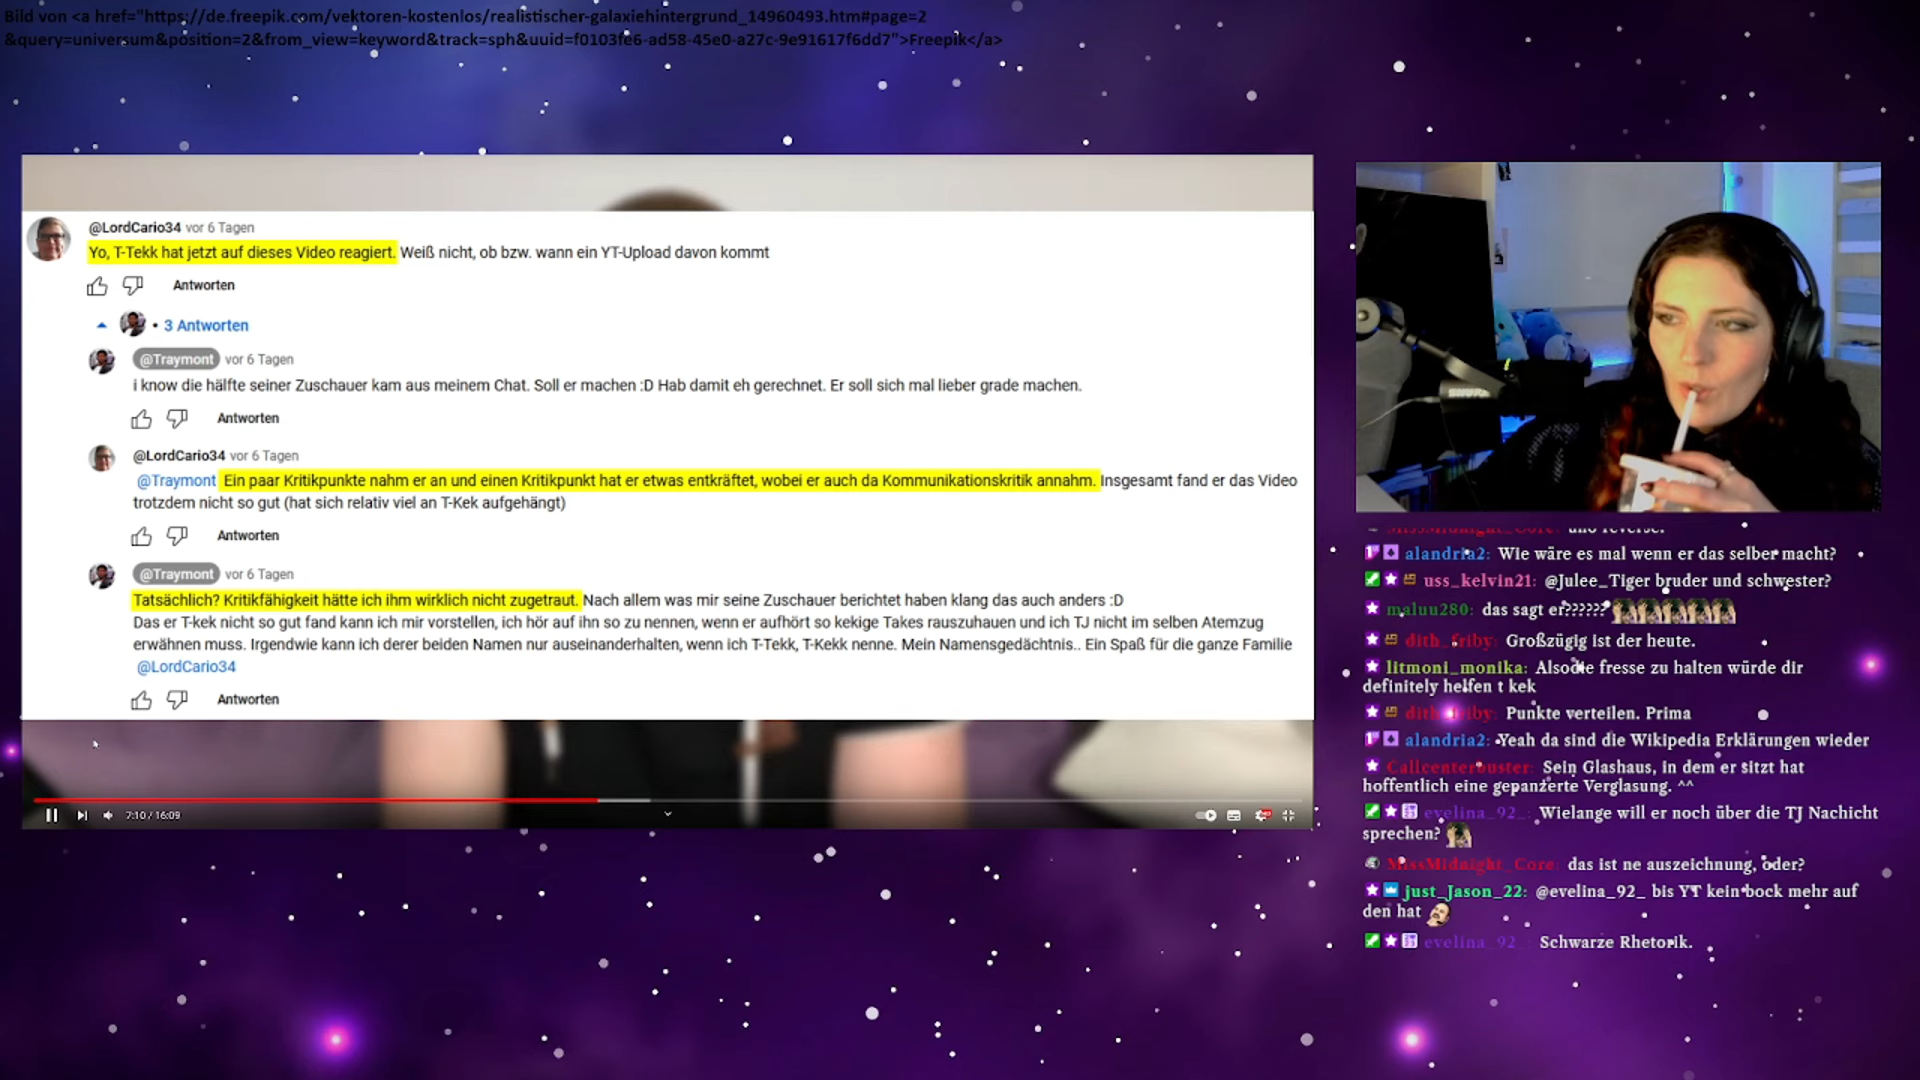 Bild von <a href="https://de.freepik.com/vektoren-kostenlos/realistischer-galaxiehintergrund_14960493.htm#page=2
&query=universum&position=2&from_view=keyword&track=sph&uuid=f0103fe6-ad58-45e0-a27c-9e91617f6dd7">Freepik</a>
@LordCario34 vor 6 Tagen
Yo, T-Tekk hat jetzt auf dieses Video reagiert. Weiß nicht, ob bzw. wann ein YT-Upload davon kommt
Antworten
• 3 Antworten
@Traymont vor 6 Tagen
i know die hälfte seiner Zuschauer kam aus meinem Chat. Soll er machen :D Hab damit eh gerechnet. Er soll sich mal lieber grade machen.
Antworten
@LordCario34 vor 6 Tagen
@Traymont Ein paar Kritikpunkte nahm er an und einen Kritikpunkt hat er etwas entkräftet, wobei er auch da Kommunikationskritik annahm. Insgesamt fand er das Video
trotzdem nicht so gut (hat sich relativ viel an T-Kek aufgehängt)
Antworten
@Traymont vor 6 Tagen
Tatsächlich? Kritikfähigkeit hätte ich ihm wirklich nicht zugetraut. Nach allem was mir seine Zuschauer berichtet haben klang das auch anders :D
Das er T-kek nicht so gut fand kann ich mir vorstellen, ich hör auf ihn so zu nennen, wenn er aufhört so kekige Takes rauszuhauen und ich TJ nicht im selben Atemzug
erwähnen muss. Irgendwie kann ich derer beiden Namen nur auseinanderhalten, wenn ich T-Tekk, T-Kekk nenne. Mein Namensgedächtnis.. Ein Spaß für die ganze Familie
@LordCario34
Antworten
7:10 / 16:09
MissMidnight_Core: uno reverse.
alandria2: Wie wäre es mal wenn er das selber macht?
uss_kelvin21: @Julee_Tiger bruder und schwester?
maluu280: das sagt er??????
dith_friby: Großzügig ist der heute.
litmoni_monika: Also die fresse zu halten würde dir
definitely helfen t kek
dith_friby: Punkte verteilen. Prima
alandria2: Yeah da sind die Wikipedia Erklärungen wieder
Callcenterbuster: Sein Glashaus, in dem er sitzt hat
hoffentlich eine gepanzerte Verglasung. ^^
evelina_92_: Wielange will er noch über die TJ Nachicht
sprechen?
MissMidnight_Core: das ist ne auszeichnung, oder?
just_Jason_22: @evelina_92_ bis YT kein bock mehr auf
den hat
evelina_92_: Schwarze Rhetorik.